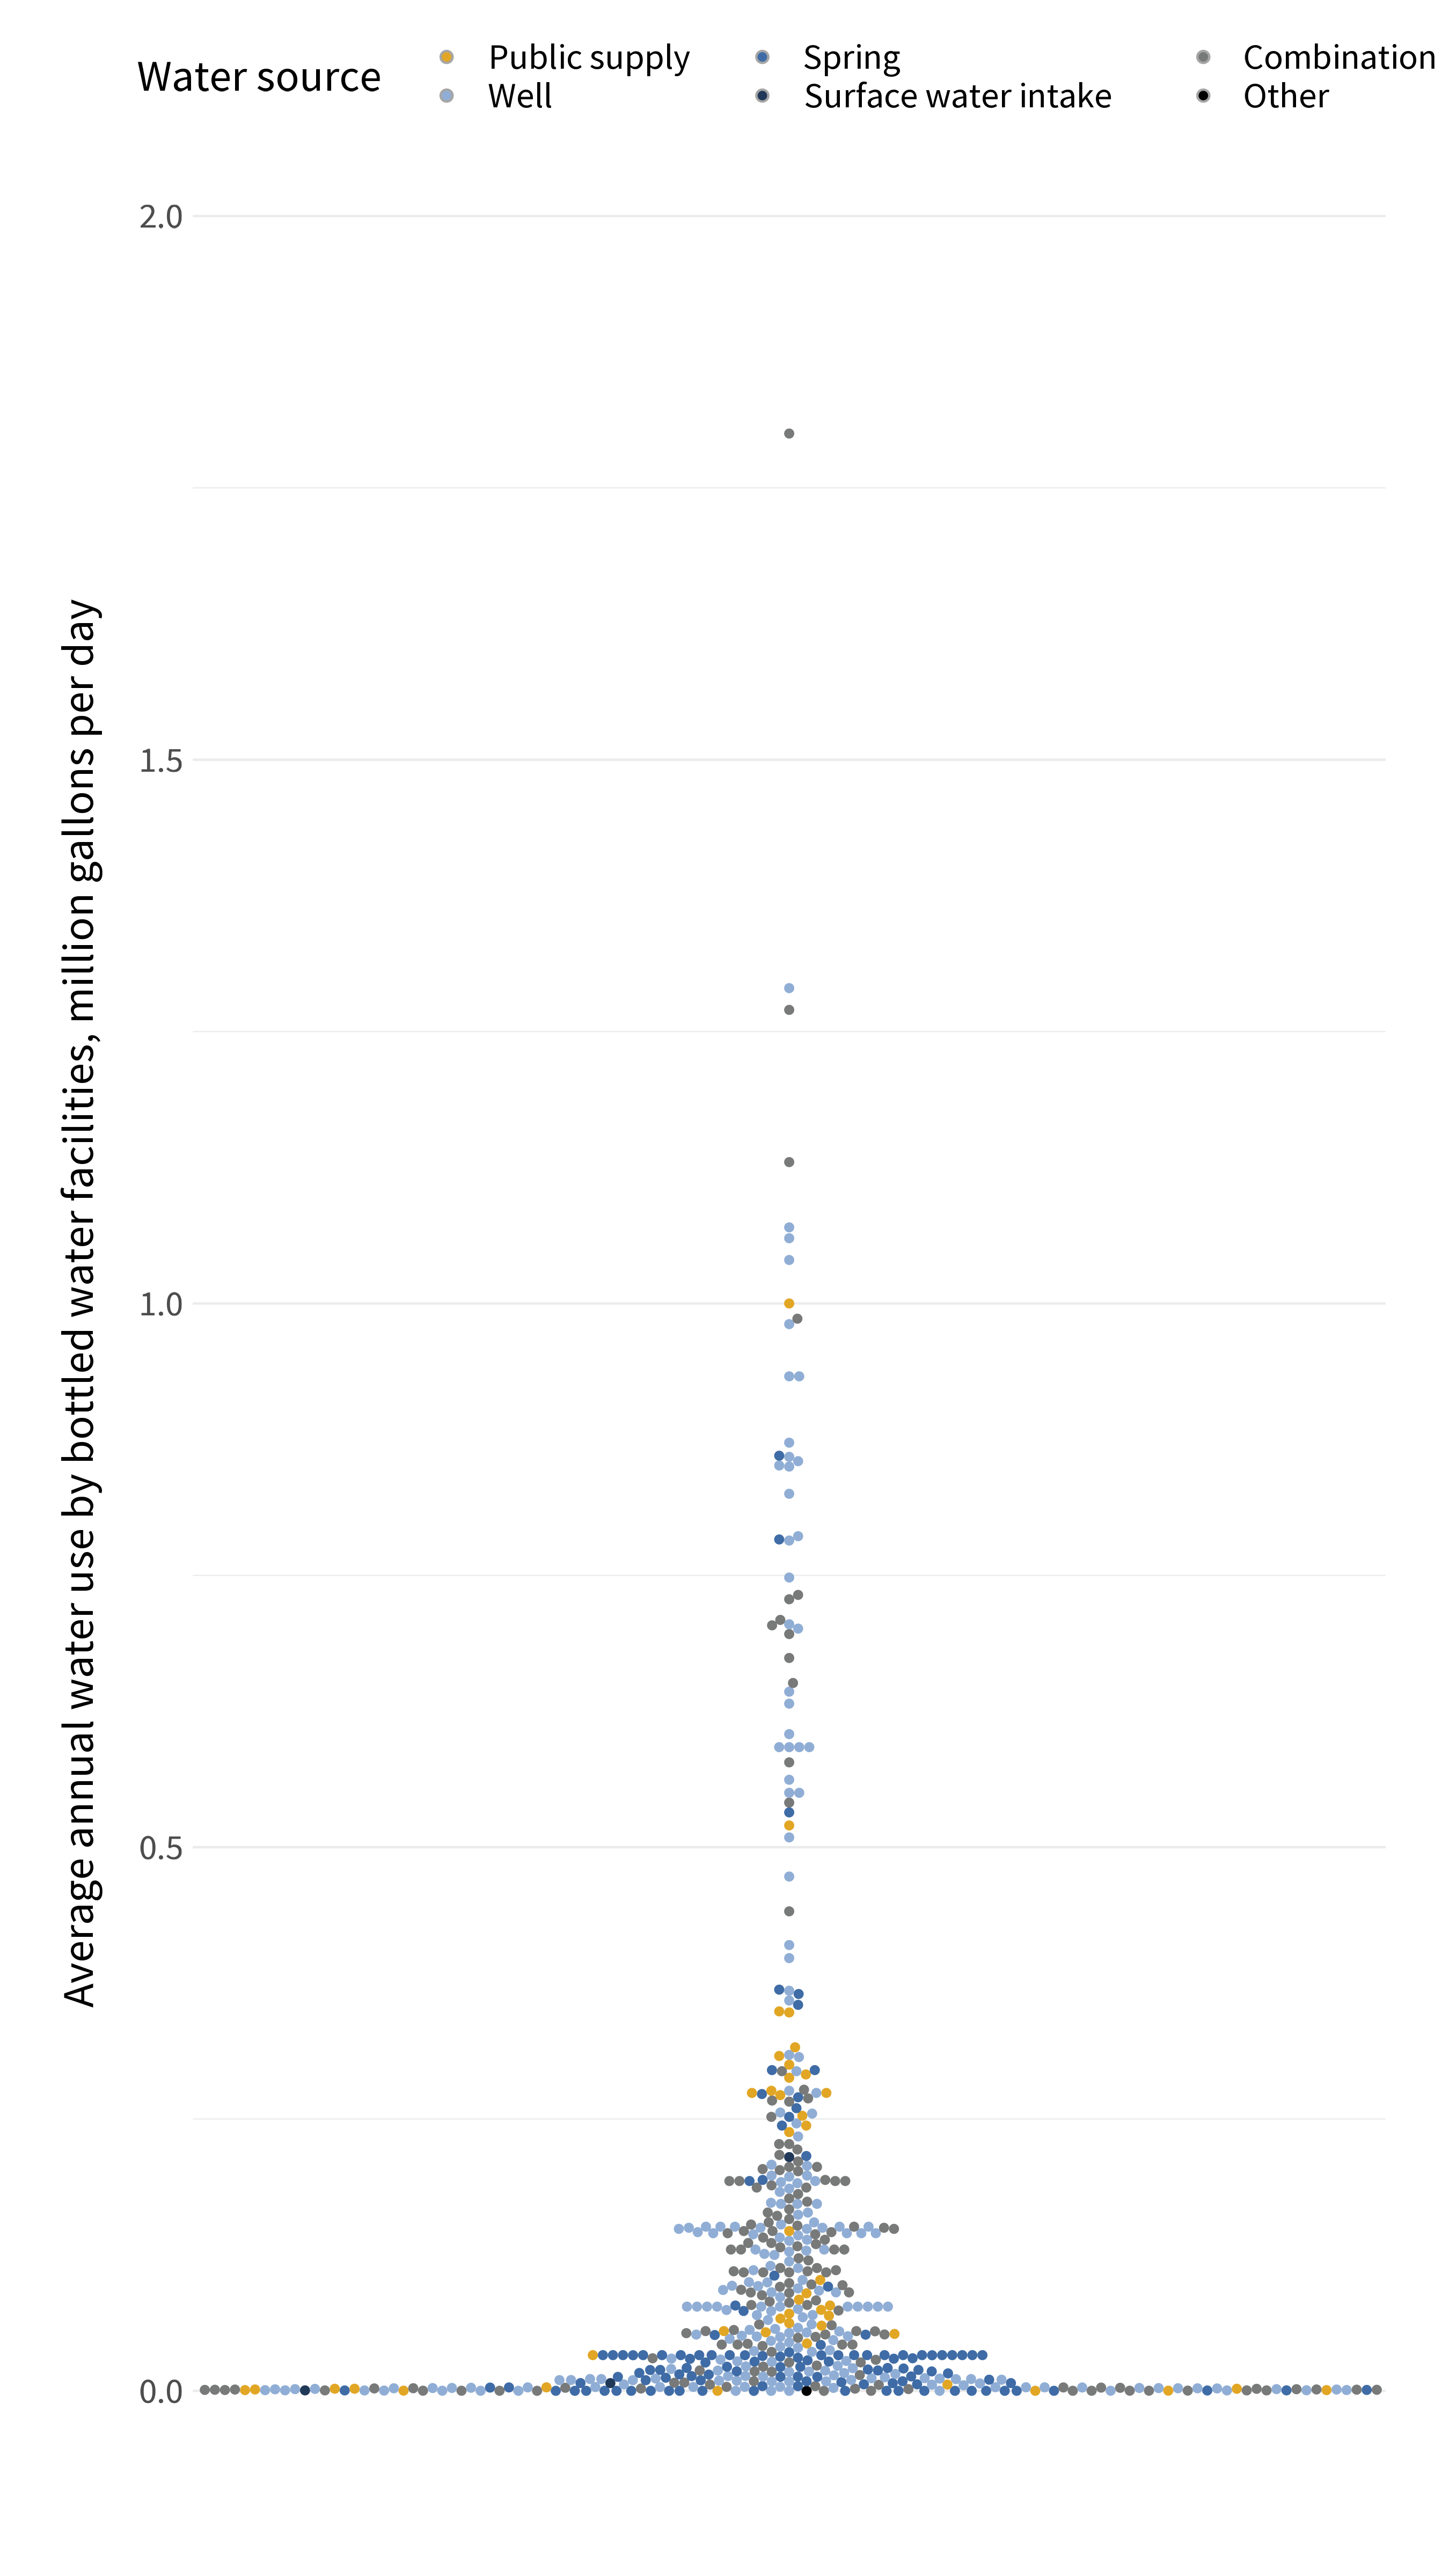 Water source
Public supply
Spring
Combination
Well
Surface water intake
Other
Average annual water use by bottled water facilities, million gallons per day
2.0
1.5
1.0
0.5
0.0